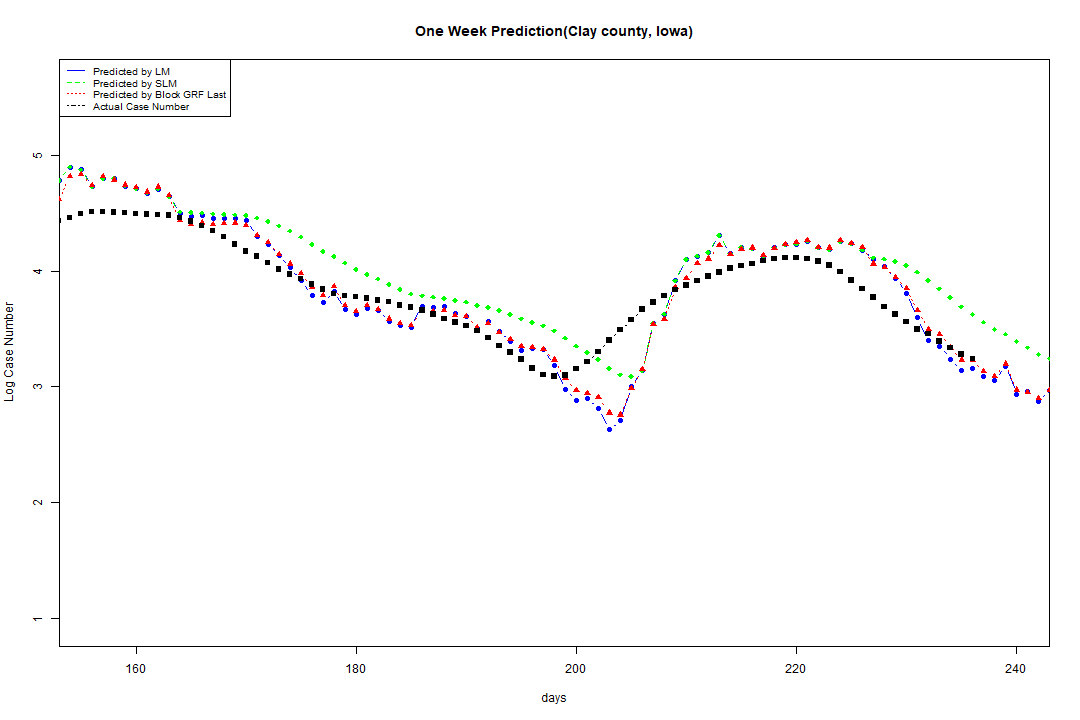 One Week Prediction(Clay county, Iowa)
Predicted by LM
Predicted by SLM
Predicted by Block GRF Last
Actual Case Number
Log Case Number
5
4
3
2
1
160 180 200 220 240
days